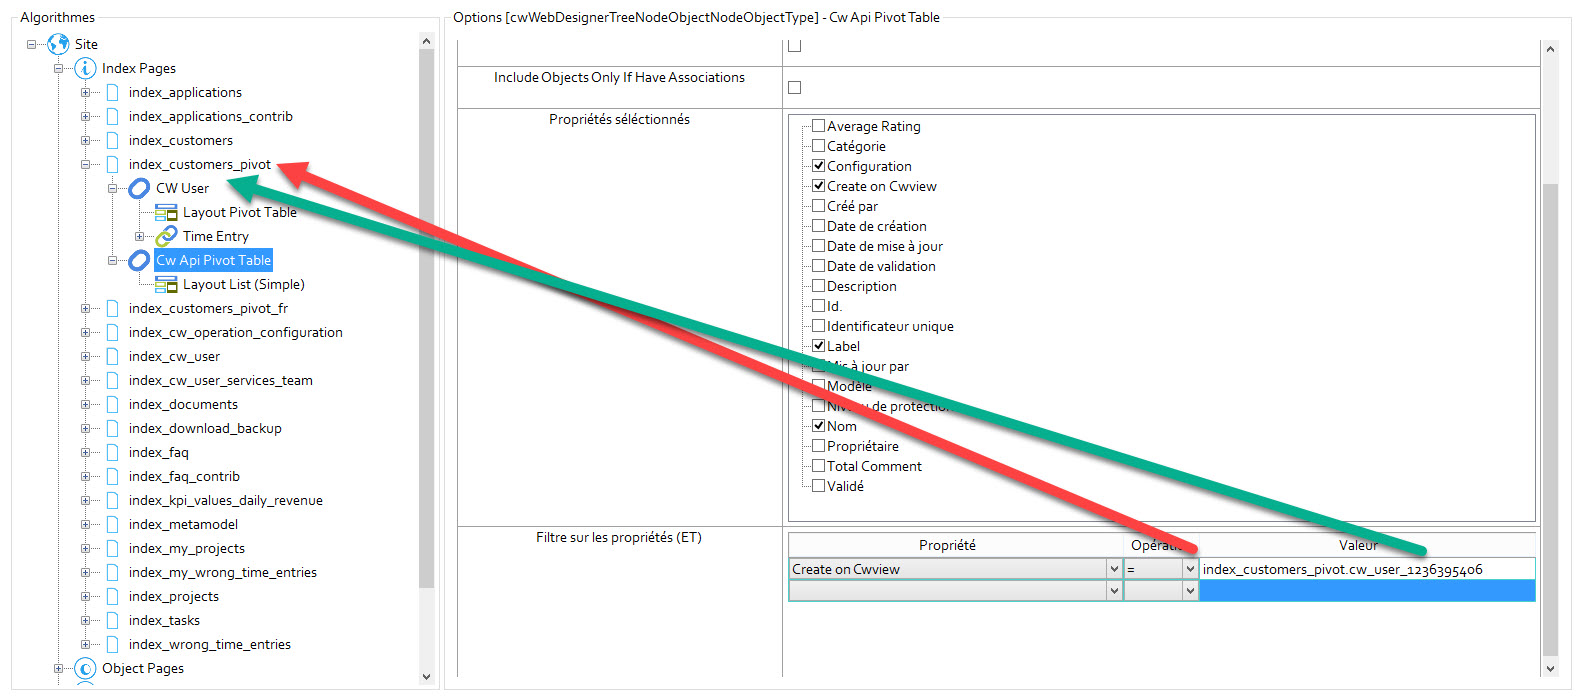 Algorithmes
Site
Index Pages
index_applications
index_applications_contrib
index_customers
index_customers_pivot
CW User
Layout Pivot Table
Time Entry
Cw Api Pivot Table
Layout List (Simple)
index_customers_pivot_fr
index_cw_operation_configuration
index_cw_user
index_cw_user_services_team
index_documents
index_download_backup
index_faq
index_faq_contrib
index_kpi_values_daily_revenue
index_metamodel
index_my_projects
index_my_wrong_time_entries
index_projects
index_tasks
index_wrong_time_entries
Object Pages
Options [cwWebDesignerTreeNodeObjectNodeObjectType] - Cw Api Pivot Table
Include Objects Only If Have Associations
Propriétés séléctionnés
Average Rating
Catégorie
Configuration
Create on Cwview
Créé par
Date de création
Date de mise à jour
Date de validation
Description
Id.
Identificateur unique
Label
Mis à jour par
Modèle
Niveau de protection
Nom
Propriétaire
Total Comment
Validé
Filtre sur les propriétés (ET)
Propriété Opération Valeur
Create on Cwview = index_customers_pivot.cw_user_1236395406